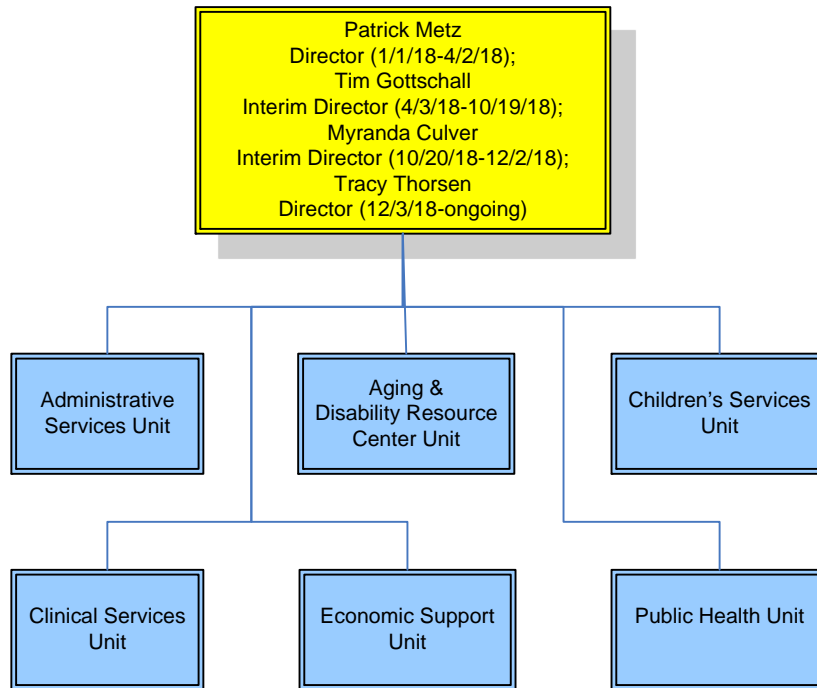 Patrick Metz
Director (1/1/18-4/2/18);
Tim Gottschall
Interim Director (4/3/18-10/19/18);
Myranda Culver
Interim Director (10/20/18-12/2/18);
Tracy Thorsen
Director (12/3/18-ongoing)
Administrative
Services Unit
Aging &
Disability Resource
Center Unit
Children’s Services
Unit
Clinical Services
Unit
Economic Support
Unit
Public Health Unit